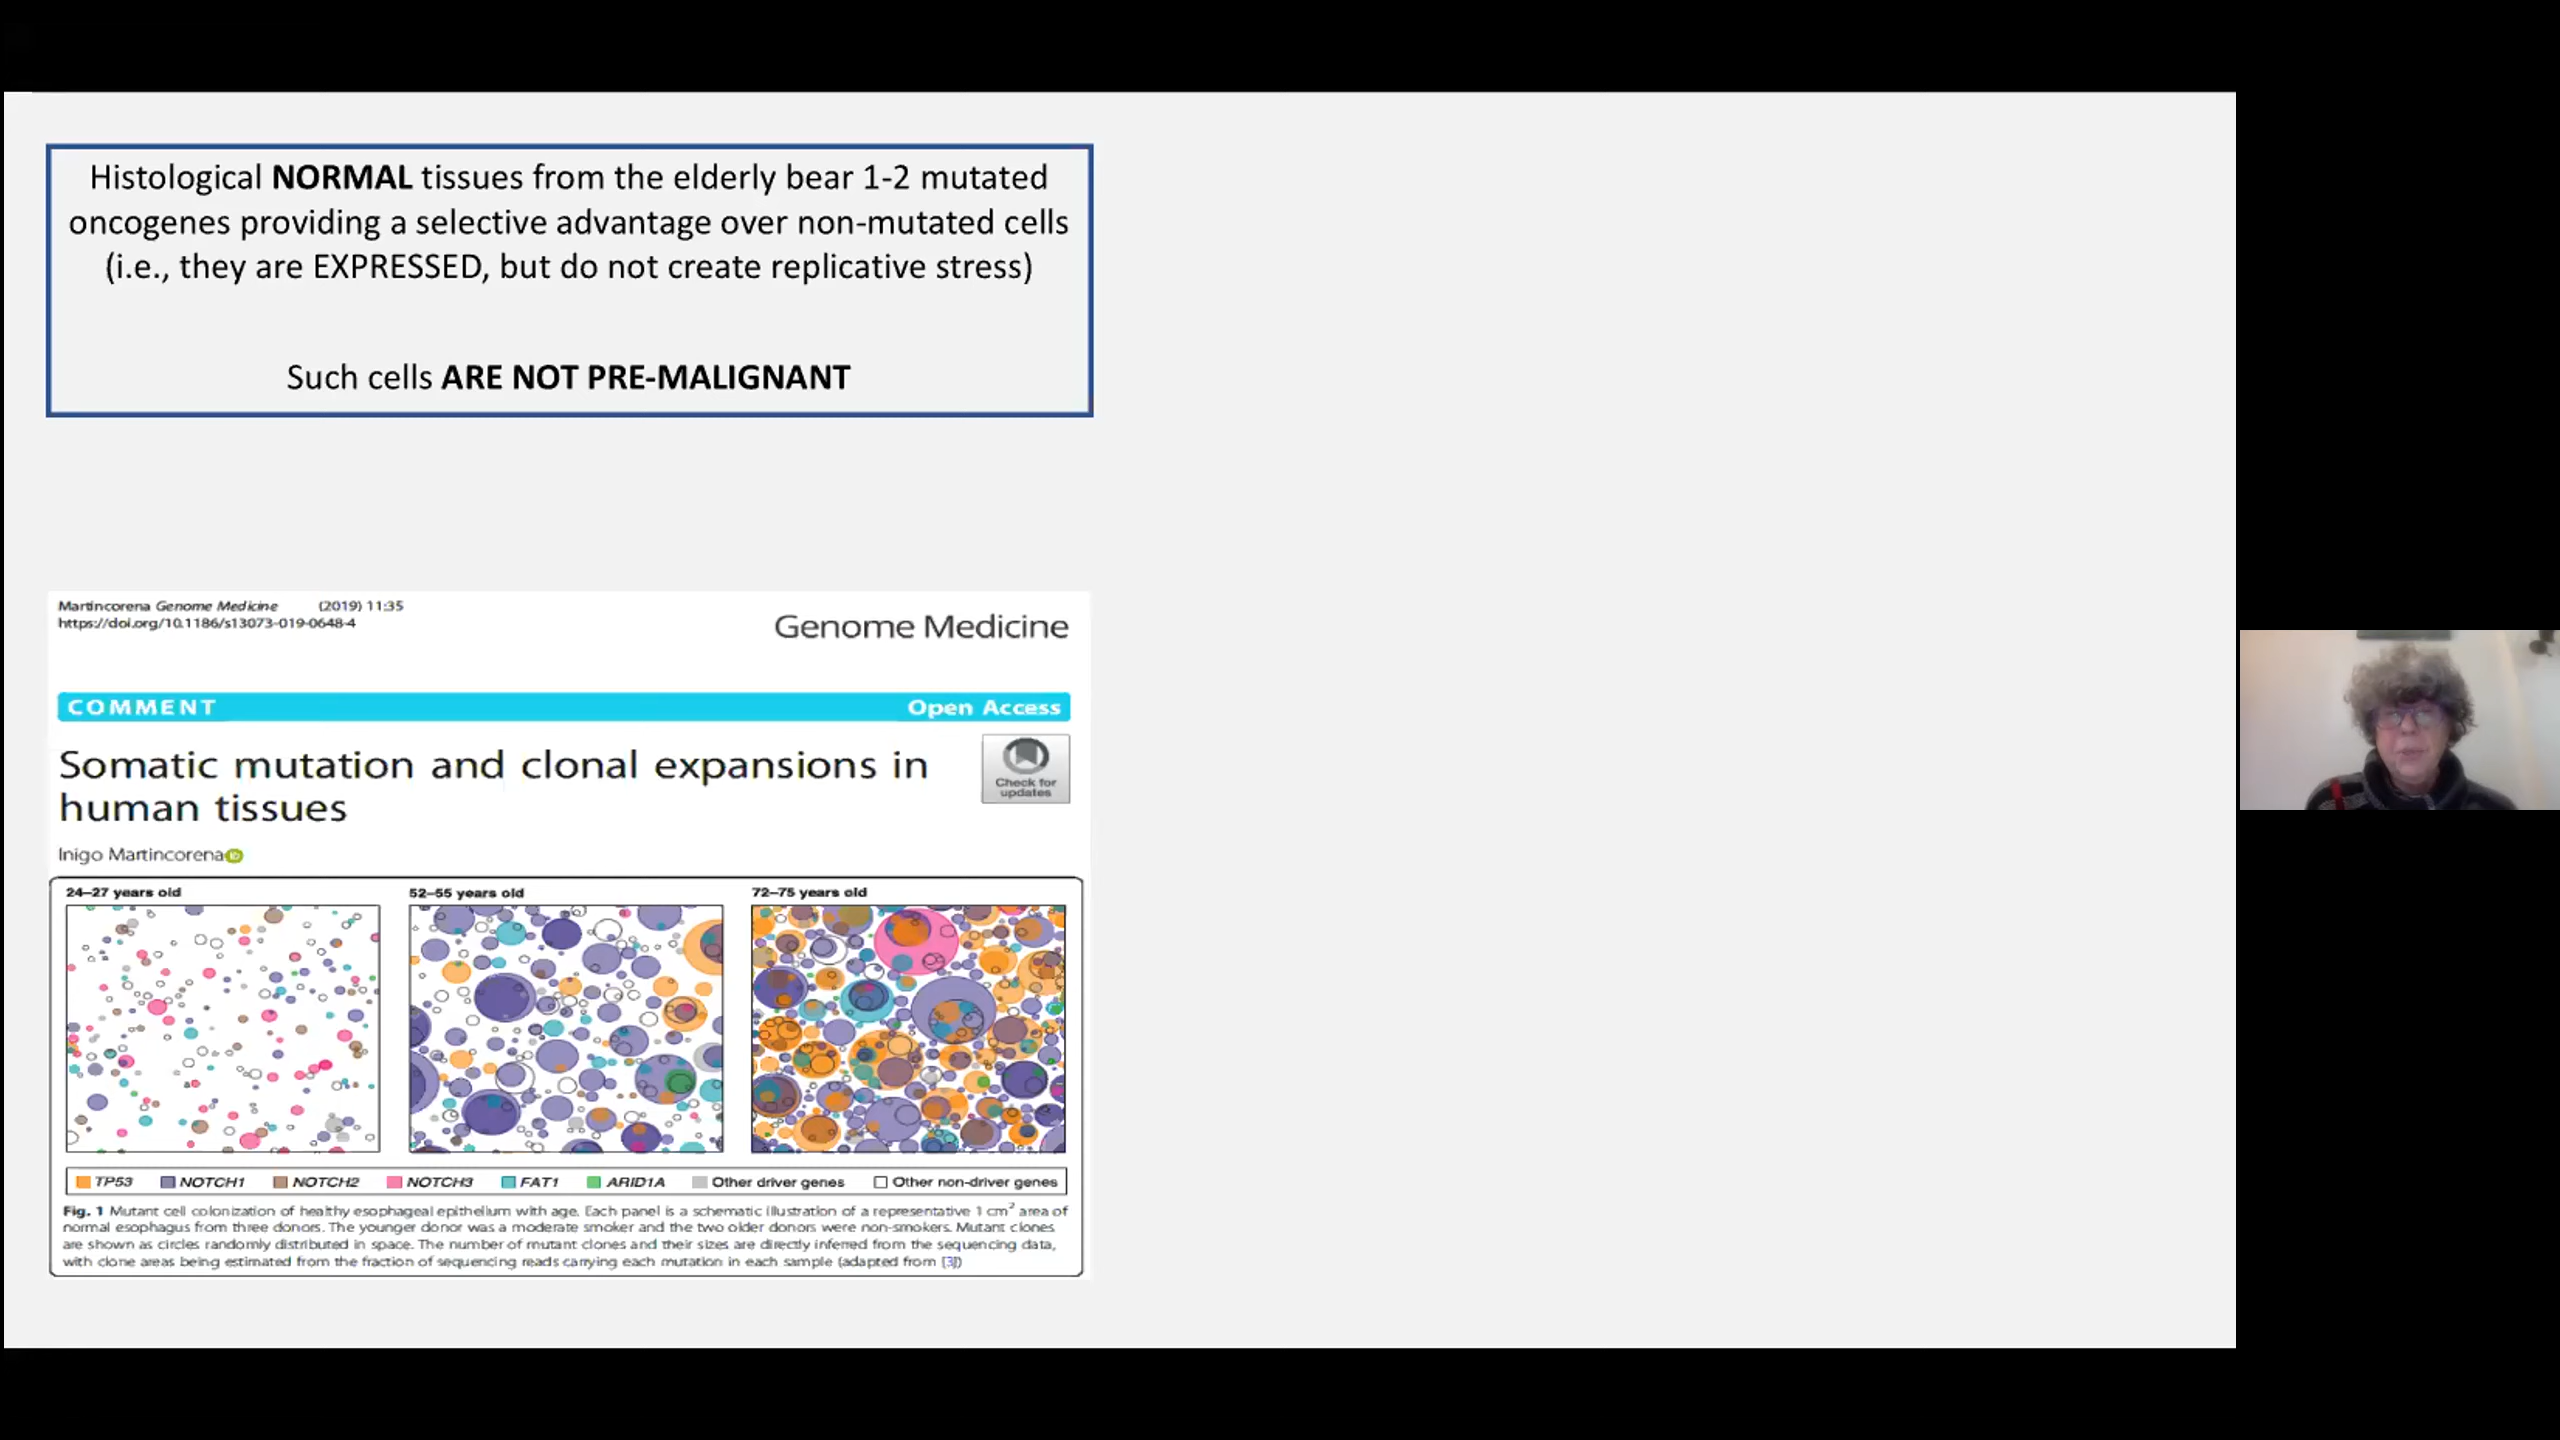 Histological NORMAL tissues from the elderly bear 1-2 mutated
oncogenes providing a selective advantage over non-mutated cells
(i.e., they are EXPRESSED, but do not create replicative stress)
Such cells ARE NOT PRE-MALIGNANT
Martincorena Genome Medicine (2019) 11:35
https://doi.org/10.1186/s13073-019-0648-4
Genome Medicine
COMMENT Open Access
Somatic mutation and clonal expansions in
human tissues
Check for
updates
Inigo Martincorena
24–27 years old 52–55 years old 72–75 years old
TP53 NOTCH1 NOTCH2 NOTCH3 FAT1 ARID1A Other driver genes Other non-driver genes
Fig. 1 Mutant cell colonization of healthy esophageal epithelium with age. Each panel is a schematic illustration of a representative 1 cm² area of
normal esophagus from three donors. The younger donor was a moderate smoker and the two older donors were non-smokers. Mutant clones
are shown as circles randomly distributed in space. The number of mutant clones and their sizes are directly inferred from the sequencing data,
with clone areas being estimated from the fraction of sequencing reads carrying each mutation in each sample (adapted from [3])